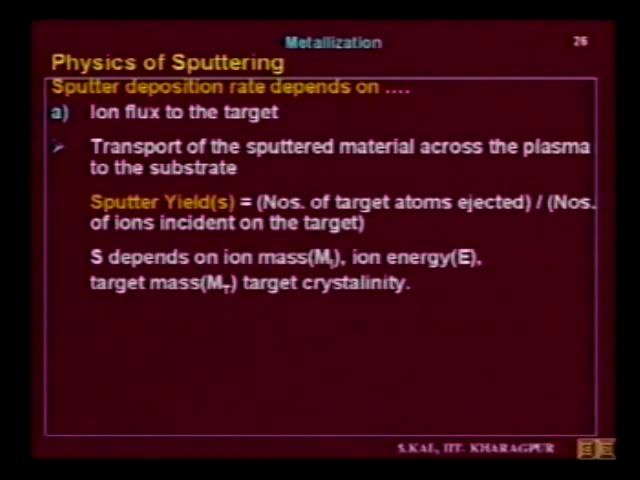 Metallization
26
Physics of Sputtering
Sputter deposition rate depends on ....
a) Ion flux to the target
➢ Transport of the sputtered material across the plasma
to the substrate
Sputter Yield(s) = (Nos. of target atoms ejected) / (Nos.
of ions incident on the target)
S depends on ion mass(M_I), ion energy(E),
target mass(M_T) target crystalinity.
S.KAL, IIT- KHARAGPUR